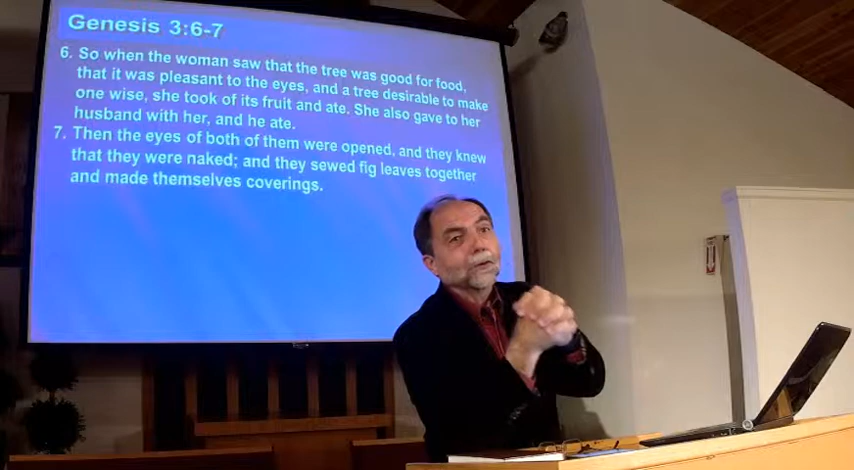 Genesis 3:6-7
6. So when the woman saw that the tree was good for food,
that it was pleasant to the eyes, and a tree desirable to make
one wise, she took of its fruit and ate. She also gave to her
husband with her, and he ate.
7. Then the eyes of both of them were opened, and they knew
that they were naked; and they sewed fig leaves together
and made themselves coverings.